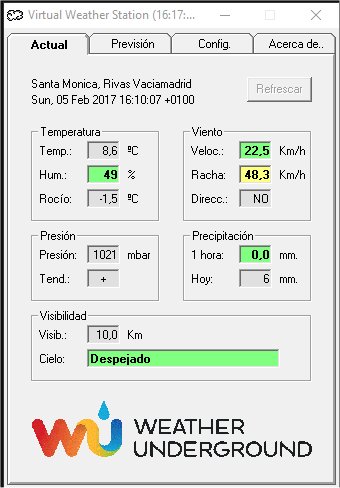 Virtual Weather Station (16:17:...
Actual Previsión Config. Acerca de..
Santa Monica, Rivas Vaciamadrid
Sun, 05 Feb 2017 16:10:07 +0100
Refrescar
Temperatura
Temp.: 8,6 ºC
Hum.: 49 %
Rocío: -1,5 ºC
Viento
Veloc.: 22,5 Km/h
Racha: 48,3 Km/h
Direcc.: NO
Presión
Presión: 1021 mbar
Tend.: +
Precipitación
1 hora: 0,0 mm.
Hoy: 6 mm.
Visibilidad
Visib.: 10,0 Km
Cielo: Despejado
WU WEATHER
UNDERGROUND